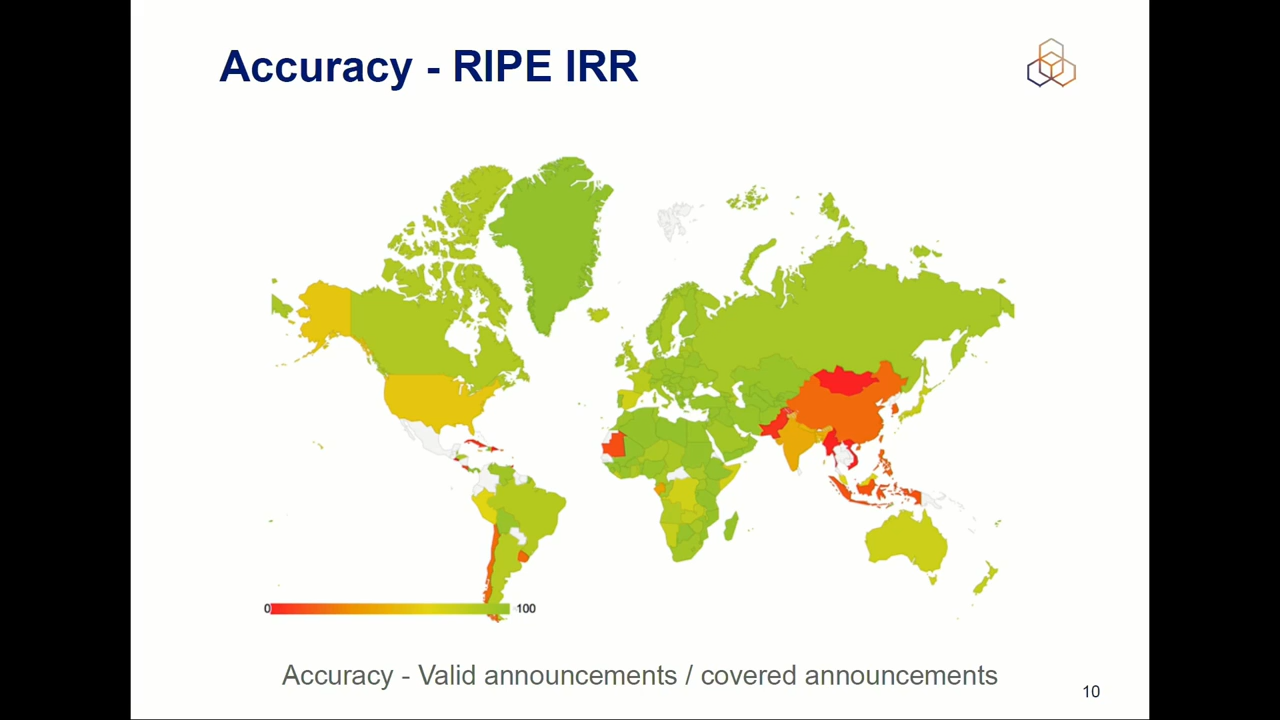 Accuracy - RIPE IRR
0
100
Accuracy - Valid announcements / covered announcements
10